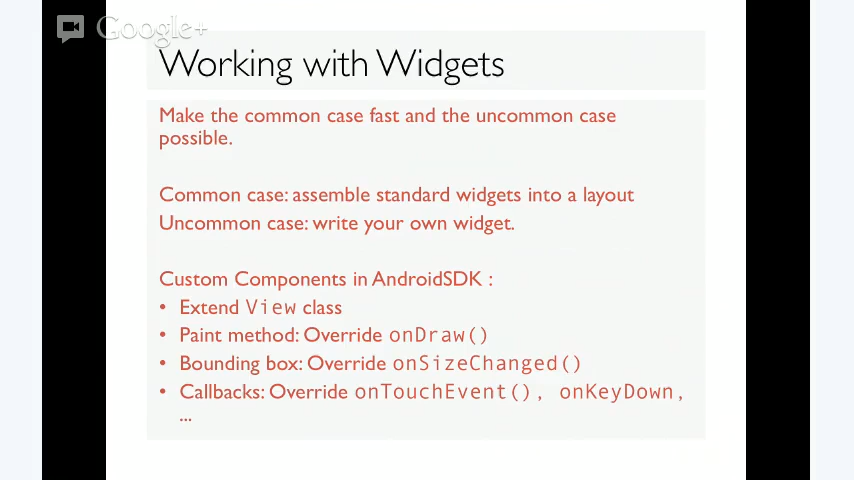 Google+
Working with Widgets
Make the common case fast and the uncommon case
possible.
Common case: assemble standard widgets into a layout
Uncommon case: write your own widget.
Custom Components in AndroidSDK :
• Extend View class
• Paint method: Override onDraw()
• Bounding box: Override onSizeChanged()
• Callbacks: Override onTouchEvent(), onKeyDown,
...